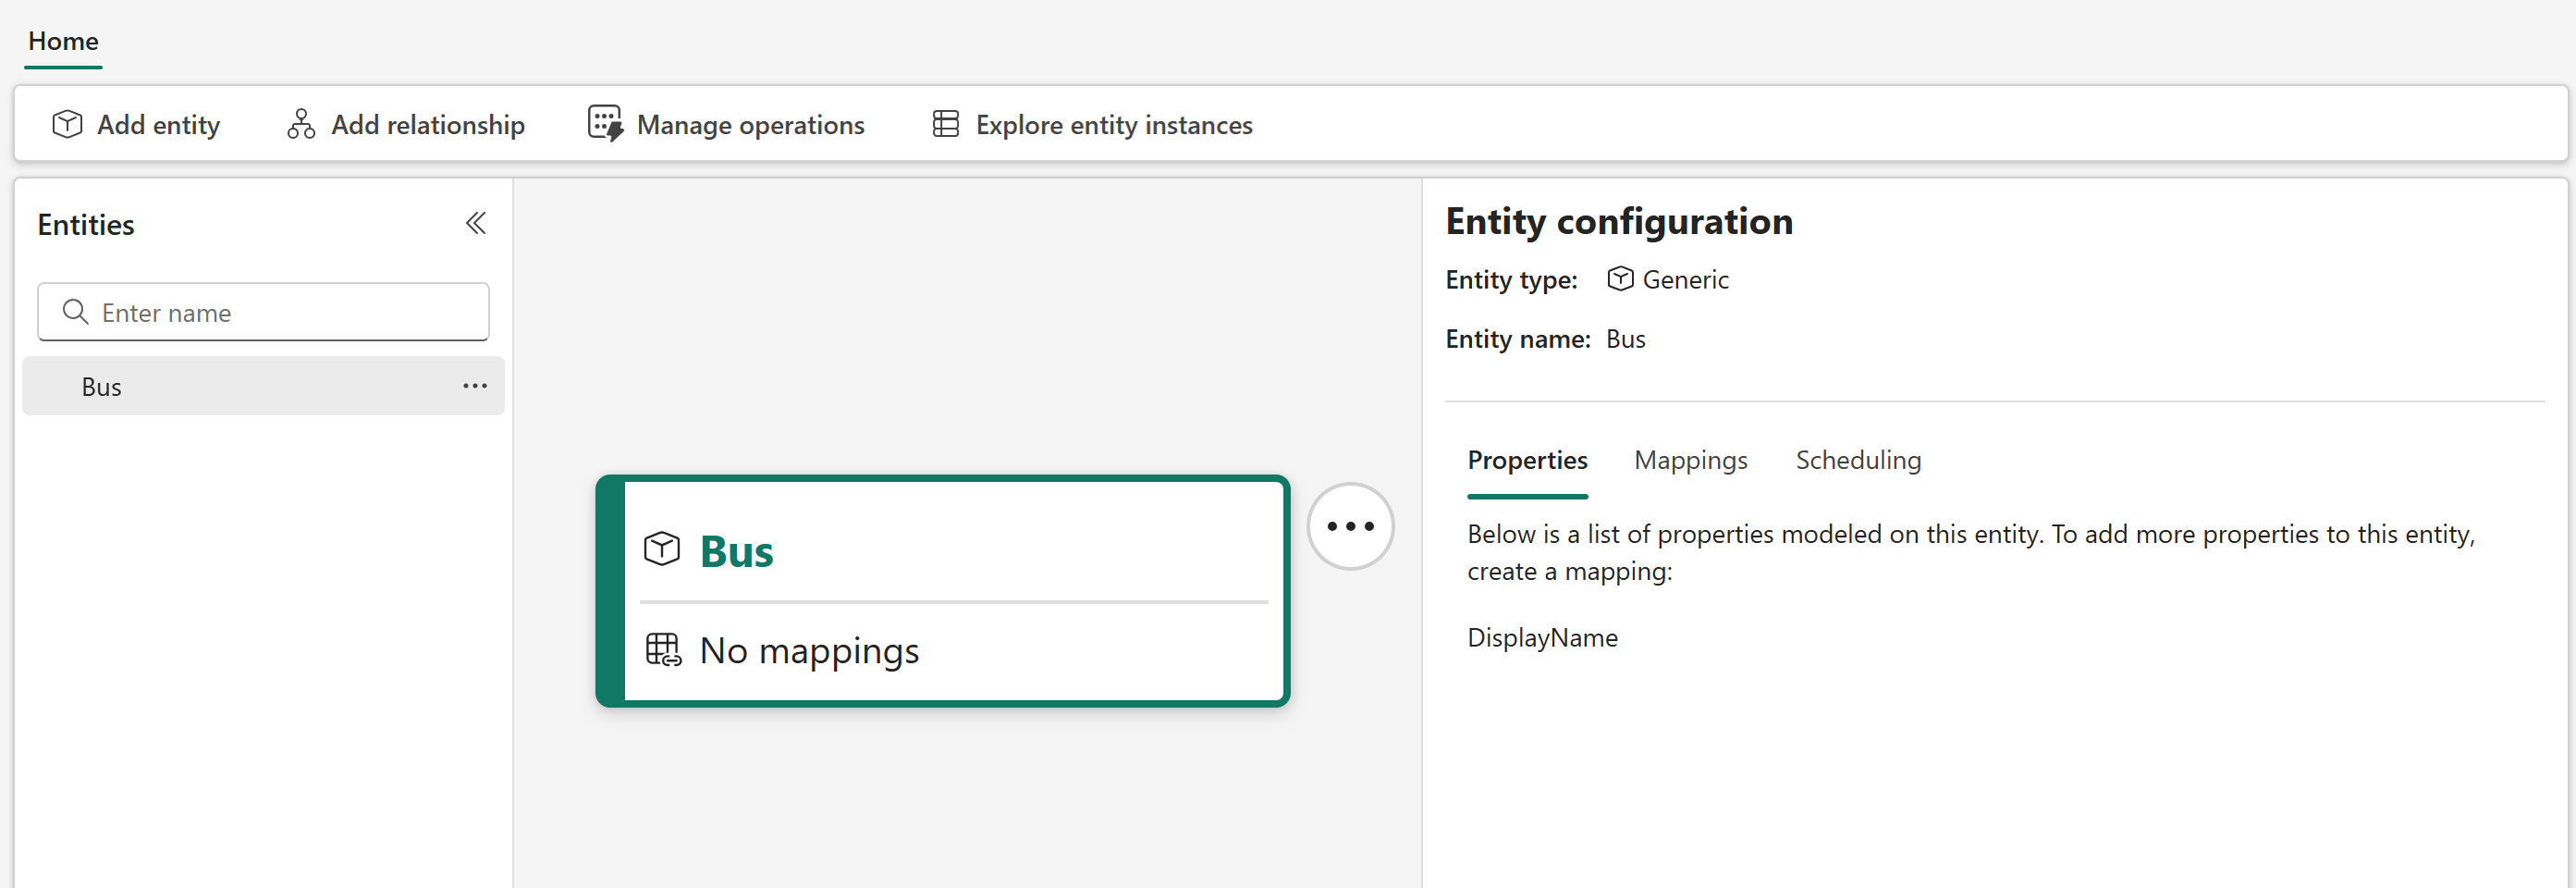 Home
Add entity
Add relationship
Manage operations
Explore entity instances
Entities
Enter name
Bus
Bus
No mappings
Entity configuration
Entity type: Generic
Entity name: Bus
Properties Mappings Scheduling
Below is a list of properties modeled on this entity. To add more properties to this entity,
create a mapping:
DisplayName